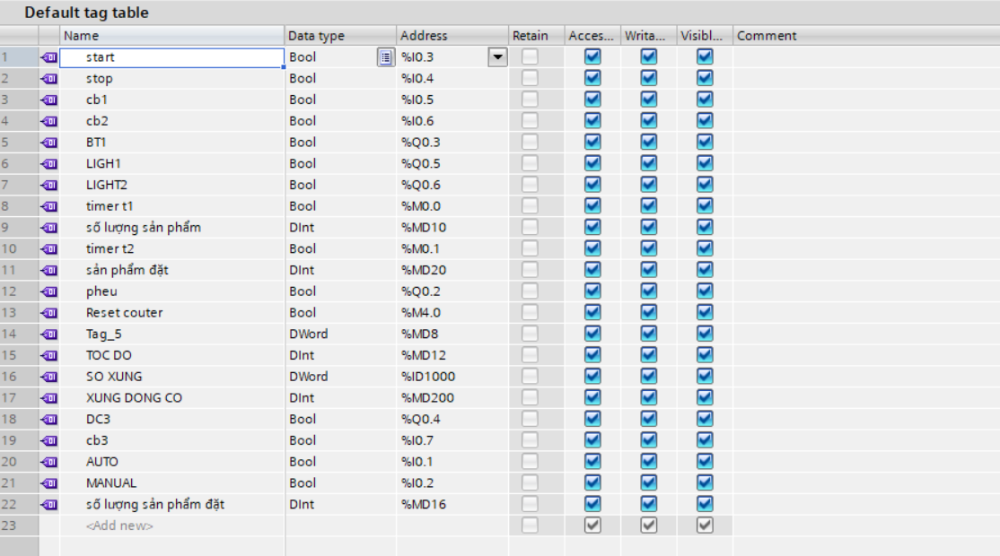 Default tag table
Name Data type Address Retain Acces... Writa... Visibl... Comment
1 start Bool %I0.3
2 stop Bool %I0.4
3 cb1 Bool %I0.5
4 cb2 Bool %I0.6
5 BT1 Bool %Q0.3
6 LIGH1 Bool %Q0.5
7 LIGHT2 Bool %Q0.6
8 timer t1 Bool %M0.0
9 số lượng sản phẩm DInt %MD10
10 timer t2 Bool %M0.1
11 sản phẩm đặt DInt %MD20
12 pheu Bool %Q0.2
13 Reset couter Bool %M4.0
14 Tag_5 DWord %MD8
15 TOC DO DInt %MD12
16 SO XUNG DWord %ID1000
17 XUNG DONG CO DInt %MD200
18 DC3 Bool %Q0.4
19 cb3 Bool %I0.7
20 AUTO Bool %I0.1
21 MANUAL Bool %I0.2
22 số lượng sản phẩm đặt DInt %MD16
23 <Add new>